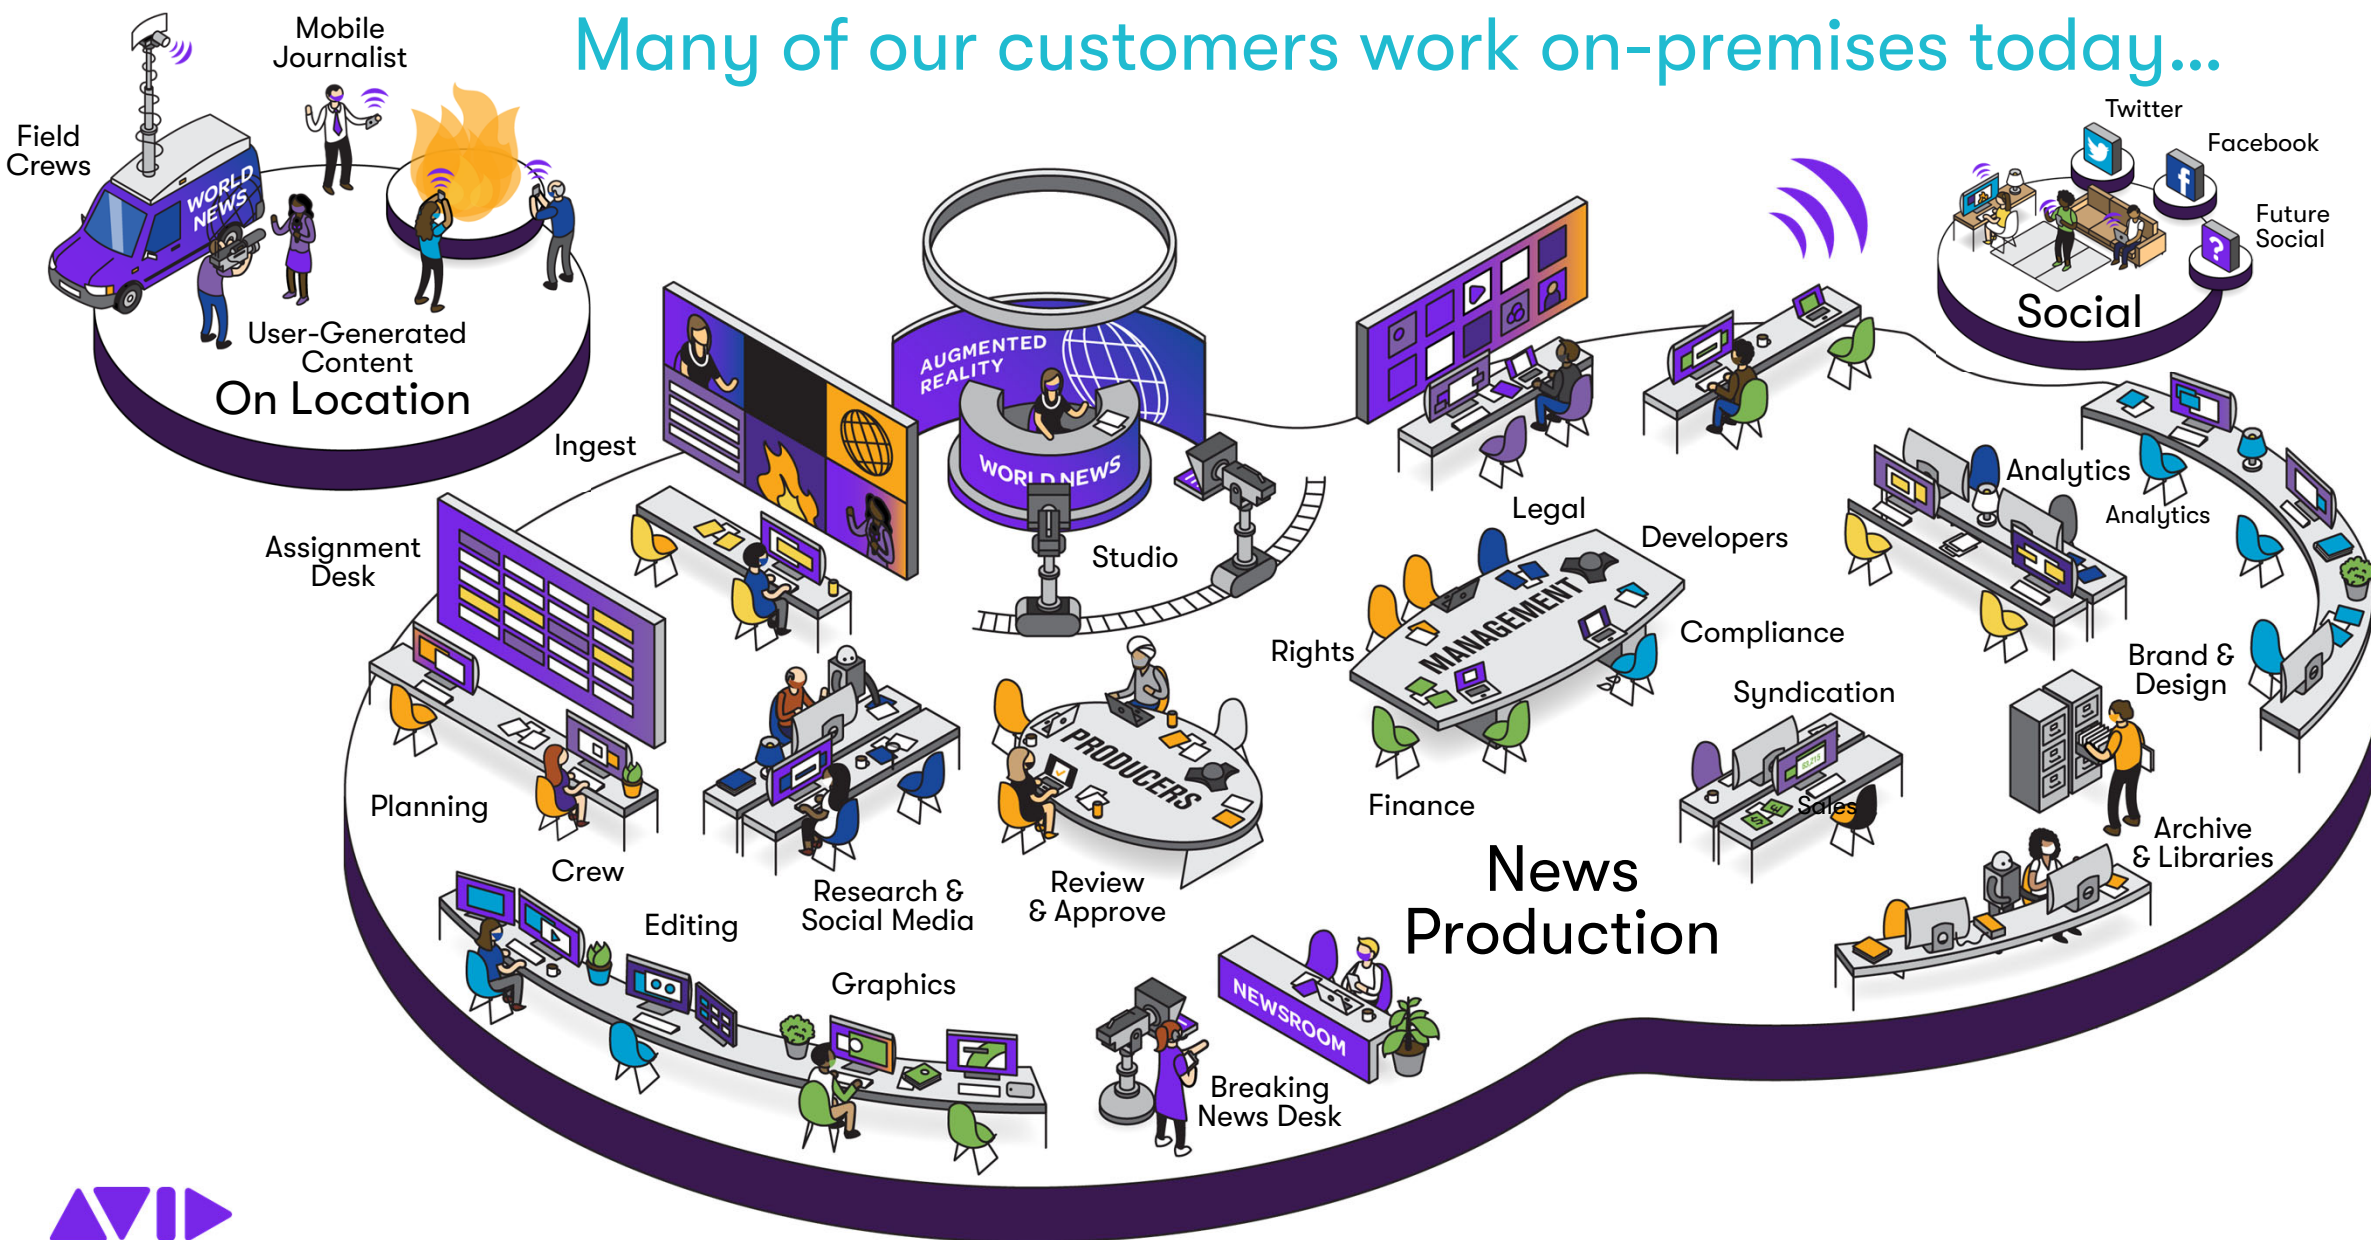 Many of our customers work on-premises today...
Mobile
Journalist
Field
Crews
WORLD
NEWS
User-Generated
Content
On Location
Twitter
Facebook
Future
Social
?
Social
Ingest
AUGMENTED
REALITY
WORLD NEWS
Studio
Assignment
Desk
Legal
Developers
Analytics
Analytics
Rights
MANAGEMENT
Compliance
Syndication
Brand &
Design
Planning
PRODUCERS
Finance
Sales
Crew
Research &
Social Media
Review
& Approve
News
Production
Archive
& Libraries
Editing
Graphics
NEWSROOM
Breaking
News Desk
AVID